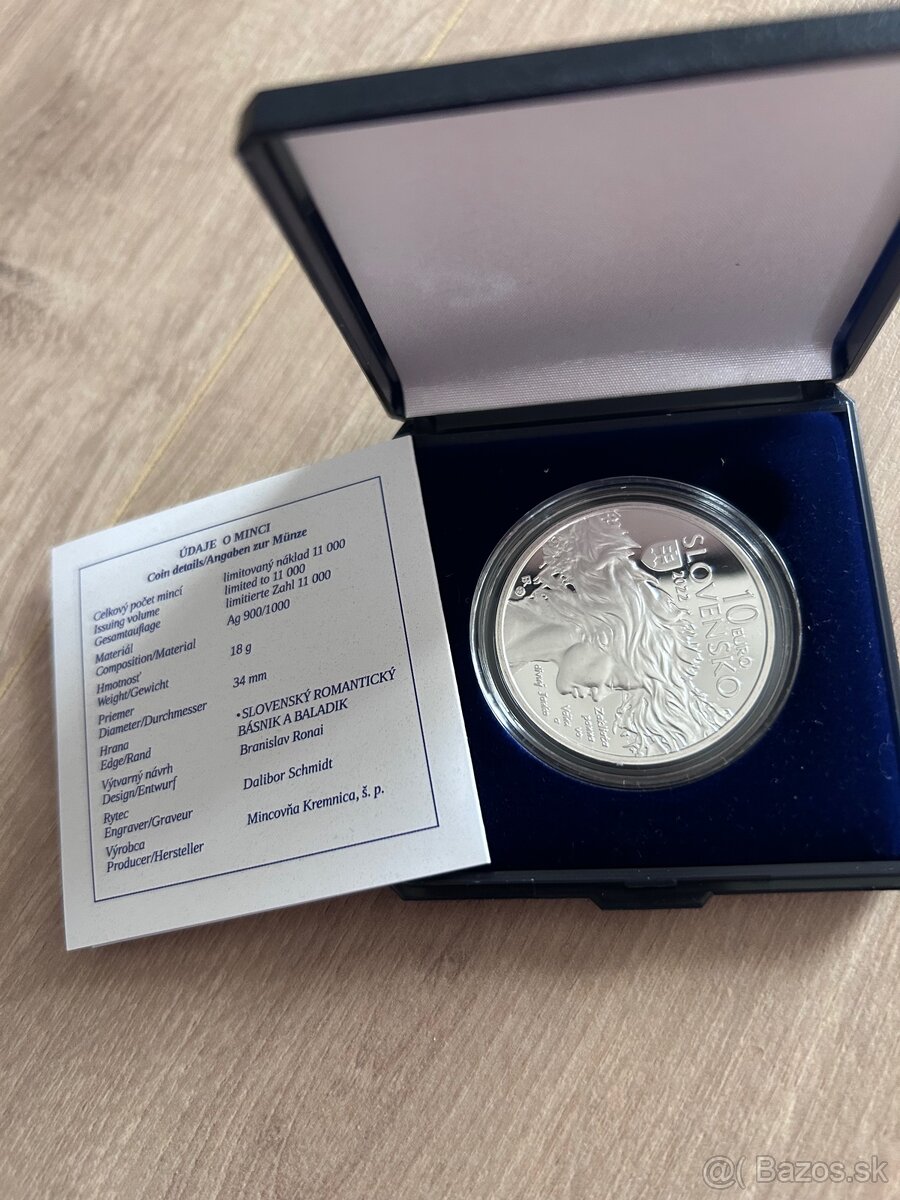 ÚDAJE O MINCI
Coin details/Angaben zur Münze
Celkový počet mincí
Issuing volume
Gesamtauflage
limitovaný náklad 11 000
limited to 11 000
limitierte Zahl 11 000
Materiál
Composition/Material
Ag 900/1000
Hmotnosť
Weight/Gewicht
18 g
Priemer
Diameter/Durchmesser
34 mm
Hrana
Edge/Rand
•SLOVENSKÝ ROMANTICKÝ
BÁSNIK A BALADIK
Výtvarný návrh
Design/Entwurf
Branislav Ronai
Rytec
Engraver/Graveur
Dalibor Schmidt
Výrobca
Producer/Hersteller
Mincovňa Kremnica, š. p.
SLOVENSKO
2022
10
EURO
@( Bazos.sk